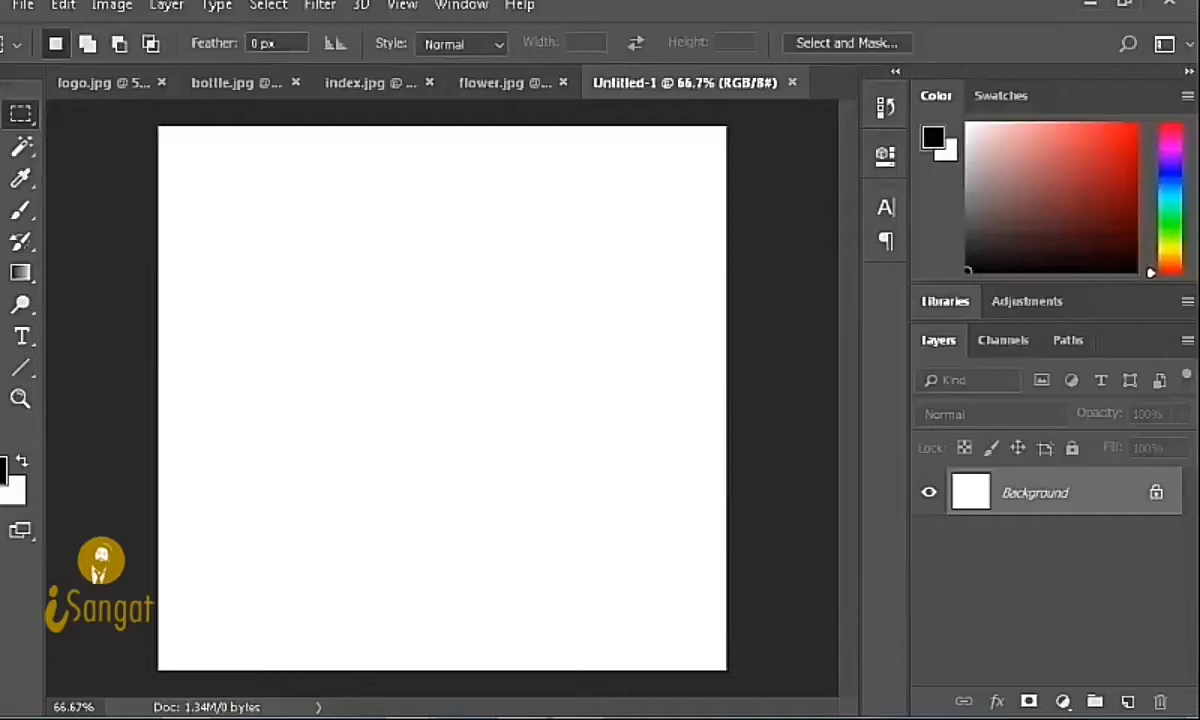 File Edit Image Layer Type Select Filter 3D View Window Help
Feather: 0 px Style: Normal Width: Height: Select and Mask...
logo.jpg @ 5... × bottle.jpg @... × index.jpg @ ... × flower.jpg @... × Untitled-1 @ 66.7% (RGB/8#) ×
Color Swatches
Libraries Adjustments
Layers Channels Paths
Kind
Normal Opacity: 100%
Lock: Fill: 100%
Background
iSangat
66.67% Doc: 1.34M/0 bytes